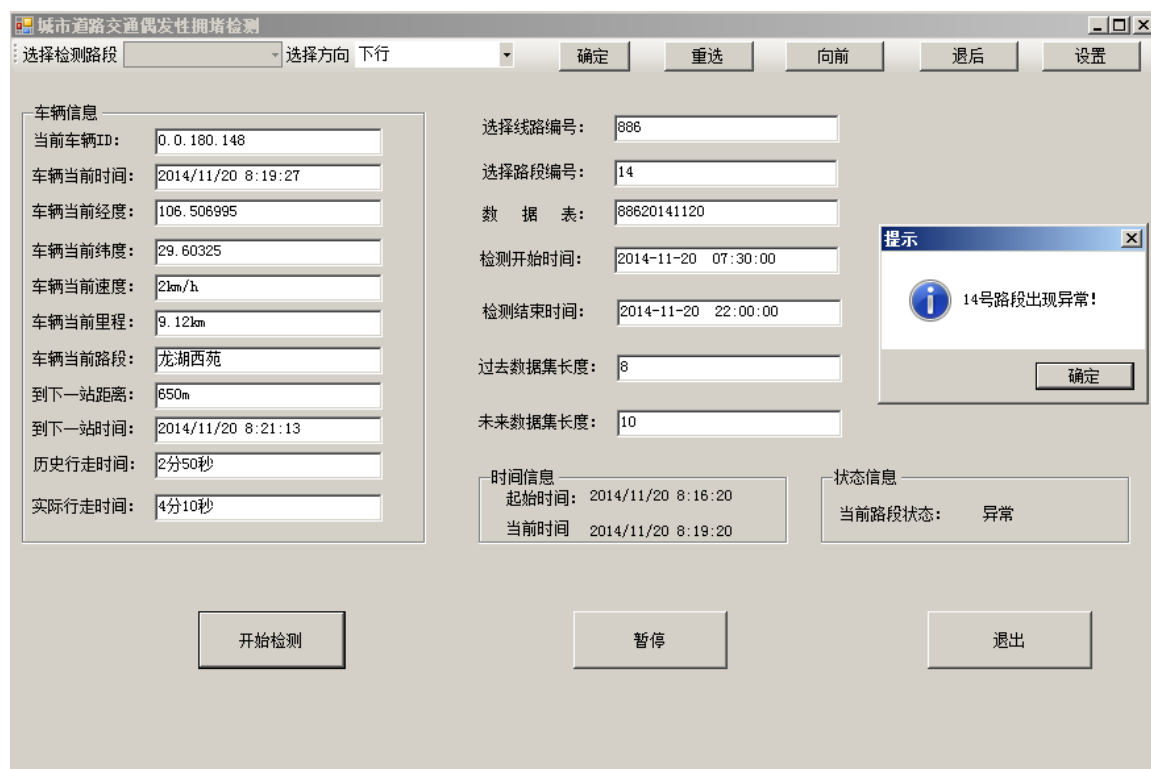 城市道路交通偶发性拥堵检测
选择检测路段 选择方向 下行 确定 重选 向前 退后 设置
车辆信息
当前车辆ID: 0.0.180.148
车辆当前时间: 2014/11/20 8:19:27
车辆当前经度: 106.506995
车辆当前纬度: 29.60325
车辆当前速度: 2km/h
车辆当前里程: 9.12km
车辆当前路段: 龙湖西苑
到下一站距离: 650m
到下一站时间: 2014/11/20 8:21:13
历史行走时间: 2分50秒
实际行走时间: 4分10秒
选择线路编号: 886
选择路段编号: 14
数 据 表: 88620141120
检测开始时间: 2014-11-20 07:30:00
检测结束时间: 2014-11-20 22:00:00
过去数据集长度: 8
未来数据集长度: 10
提示
14号路段出现异常!
确定
时间信息
起始时间: 2014/11/20 8:16:20
当前时间 2014/11/20 8:19:20
状态信息
当前路段状态: 异常
开始检测 暂停 退出